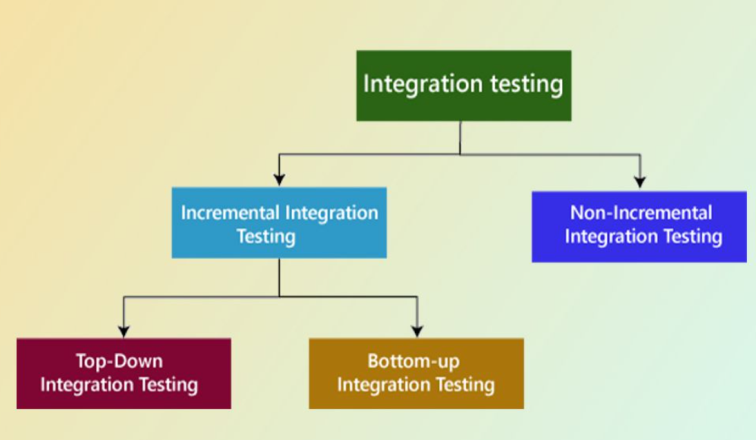 Integration testing
Incremental Integration
Testing
Non-Incremental
Integration Testing
Top-Down
Integration Testing
Bottom-up
Integration Testing